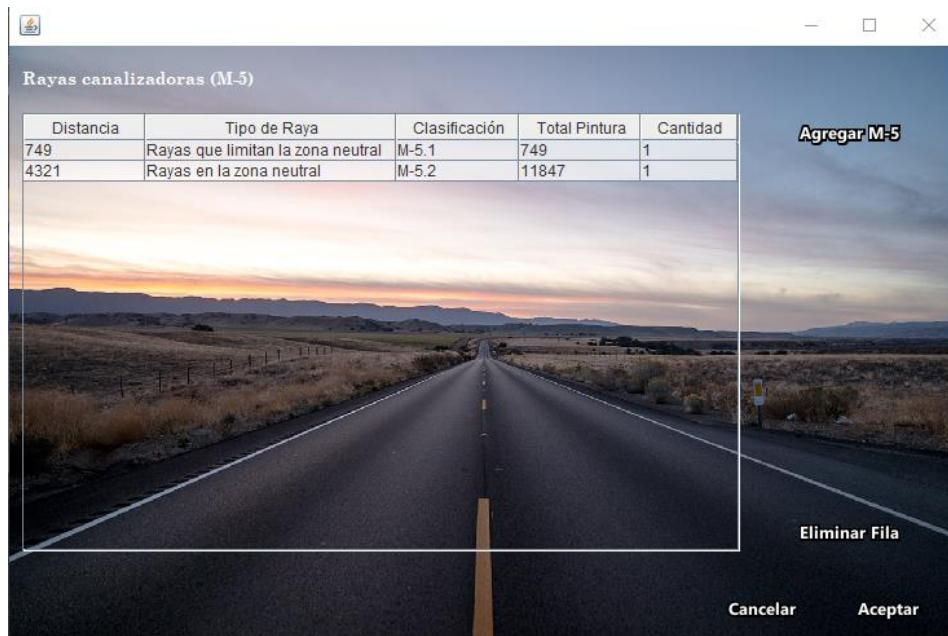 Rayas canalizadoras (M-5)
Distancia Tipo de Raya Clasificación Total Pintura Cantidad
749 Rayas que limitan la zona neutral M-5.1 749 1
4321 Rayas en la zona neutral M-5.2 11847 1
Agregar M-5
Eliminar Fila
Cancelar Aceptar